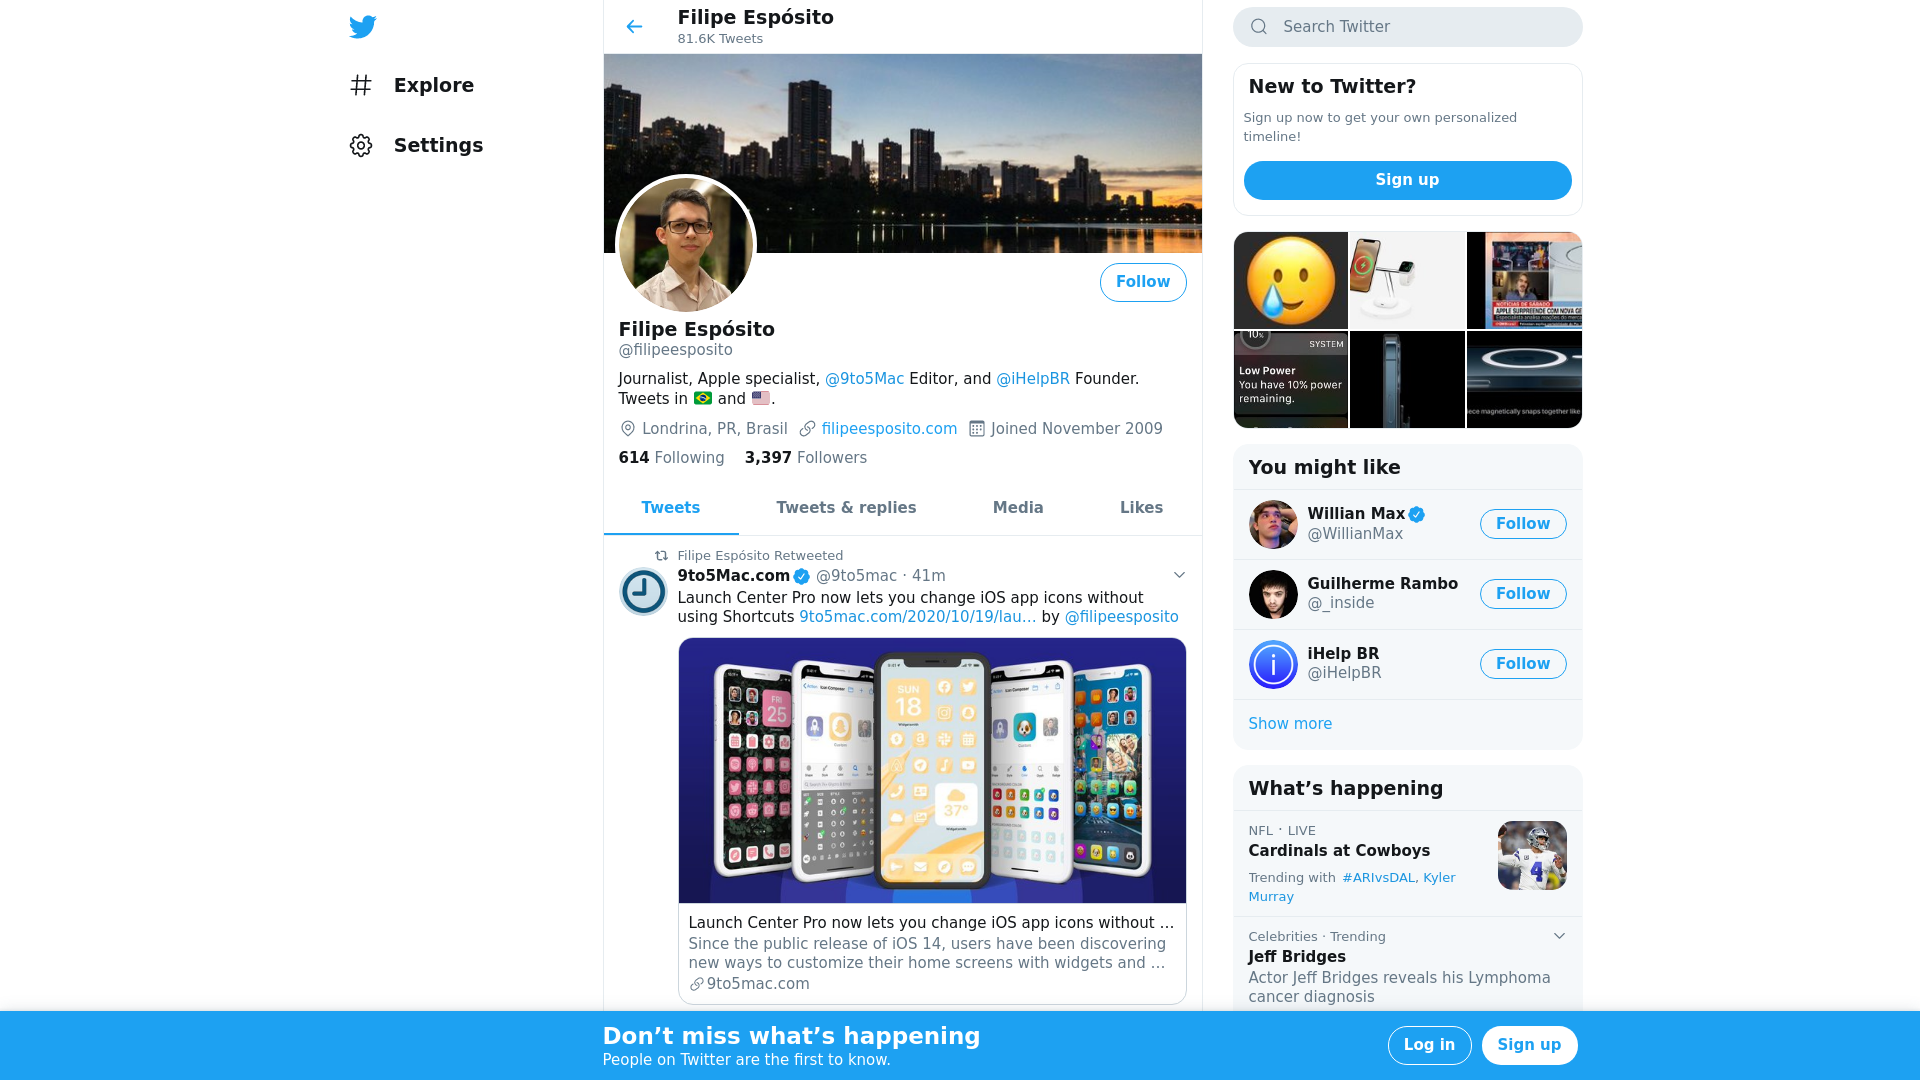 Explore
Settings
Filipe Espósito
81.6K Tweets
Follow
Filipe Espósito
@filipeesposito
Journalist, Apple specialist, @9to5Mac Editor, and @iHelpBR Founder.
Tweets in 🇧🇷 and 🇺🇸.
Londrina, PR, Brasil filipeesposito.com Joined November 2009
614 Following 3,397 Followers
Tweets Tweets & replies Media Likes
Filipe Espósito Retweeted
9to5Mac.com @9to5mac · 41m
Launch Center Pro now lets you change iOS app icons without
using Shortcuts 9to5mac.com/2020/10/19/lau… by @filipeesposito
FRI
25
SUN
18
37°
Launch Center Pro now lets you change iOS app icons without …
Since the public release of iOS 14, users have been discovering
new ways to customize their home screens with widgets and …
9to5mac.com
Search Twitter
New to Twitter?
Sign up now to get your own personalized
timeline!
Sign up
NOTÍCIAS DE SÁBADO
APPLE SURPREENDE COM NOVA GE
10%
SYSTEM
Low Power
You have 10% power
remaining.
iece magnetically snaps together like
You might like
Willian Max
@WillianMax
Follow
Guilherme Rambo
@_inside
Follow
iHelp BR
@iHelpBR
Follow
Show more
What’s happening
NFL · LIVE
Cardinals at Cowboys
Trending with #ARIvsDAL, Kyler
Murray
4
Celebrities · Trending
Jeff Bridges
Actor Jeff Bridges reveals his Lymphoma
cancer diagnosis
Don’t miss what’s happening
People on Twitter are the first to know.
Log in
Sign up